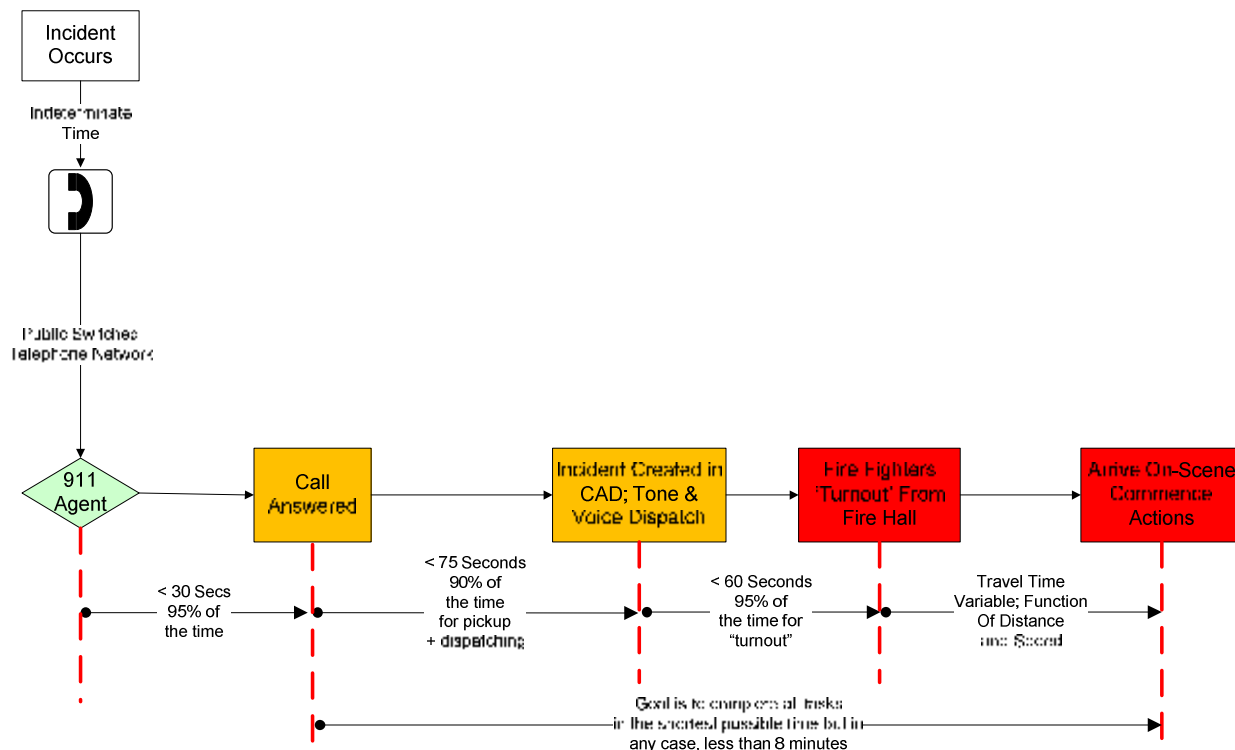 Incident
Occurs
Indeterminate
Time
Public Switches
Telephone Network
911
Agent
Call
Answered
Incident Created in
CAD; Tone &
Voice Dispatch
Fire Fighters
‘Turnout’ From
Fire Hall
Arrive On-Scene
Commence
Actions
< 30 Secs
95% of
the time
< 75 Seconds
90% of
the time
for pickup
+ dispatching
< 60 Seconds
95% of
the time for
“turnout”
Travel Time
Variable; Function
Of Distance
and Speed
Goal is to complete all tasks
in the shortest possible time but in
any case, less than 8 minutes